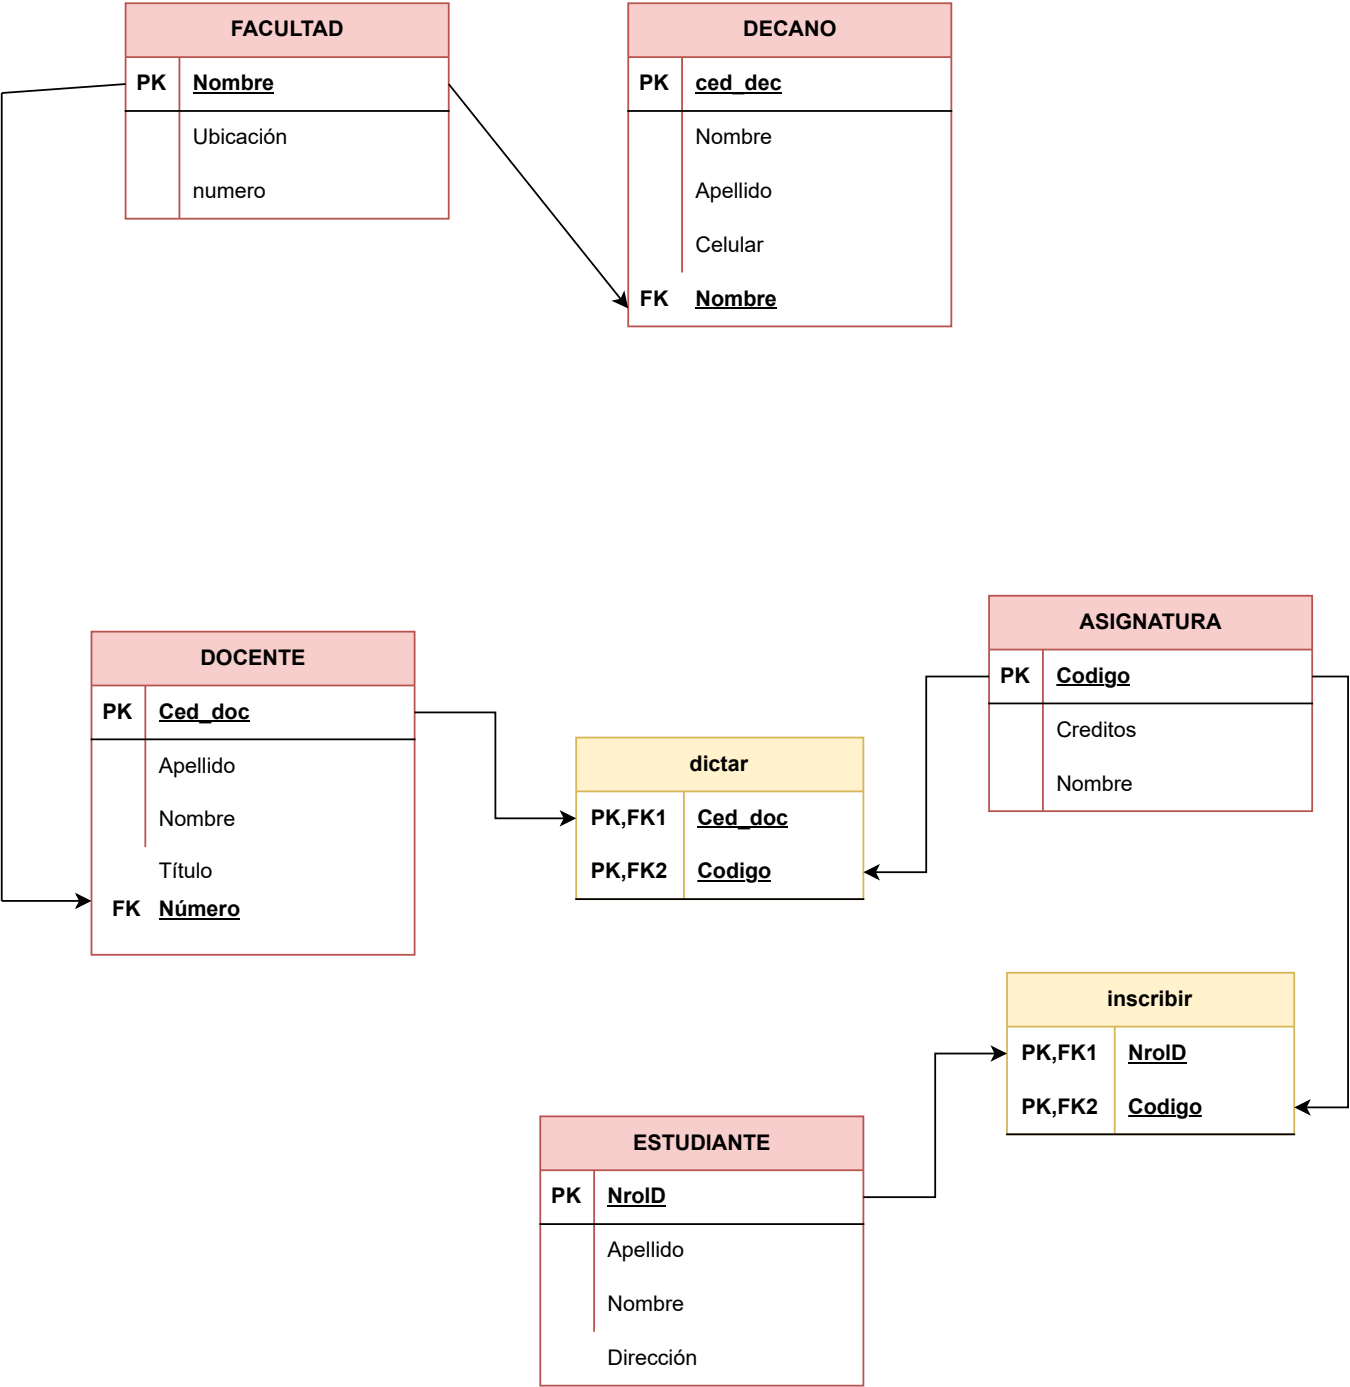 FACULTAD
PK Nombre
Ubicación
numero
DECANO
PK ced_dec
Nombre
Apellido
Celular
FK Nombre
DOCENTE
PK Ced_doc
Apellido
Nombre
Título
FK Número
dictar
PK,FK1 Ced_doc
PK,FK2 Codigo
ASIGNATURA
PK Codigo
Creditos
Nombre
inscribir
PK,FK1 NroID
PK,FK2 Codigo
ESTUDIANTE
PK NroID
Apellido
Nombre
Dirección